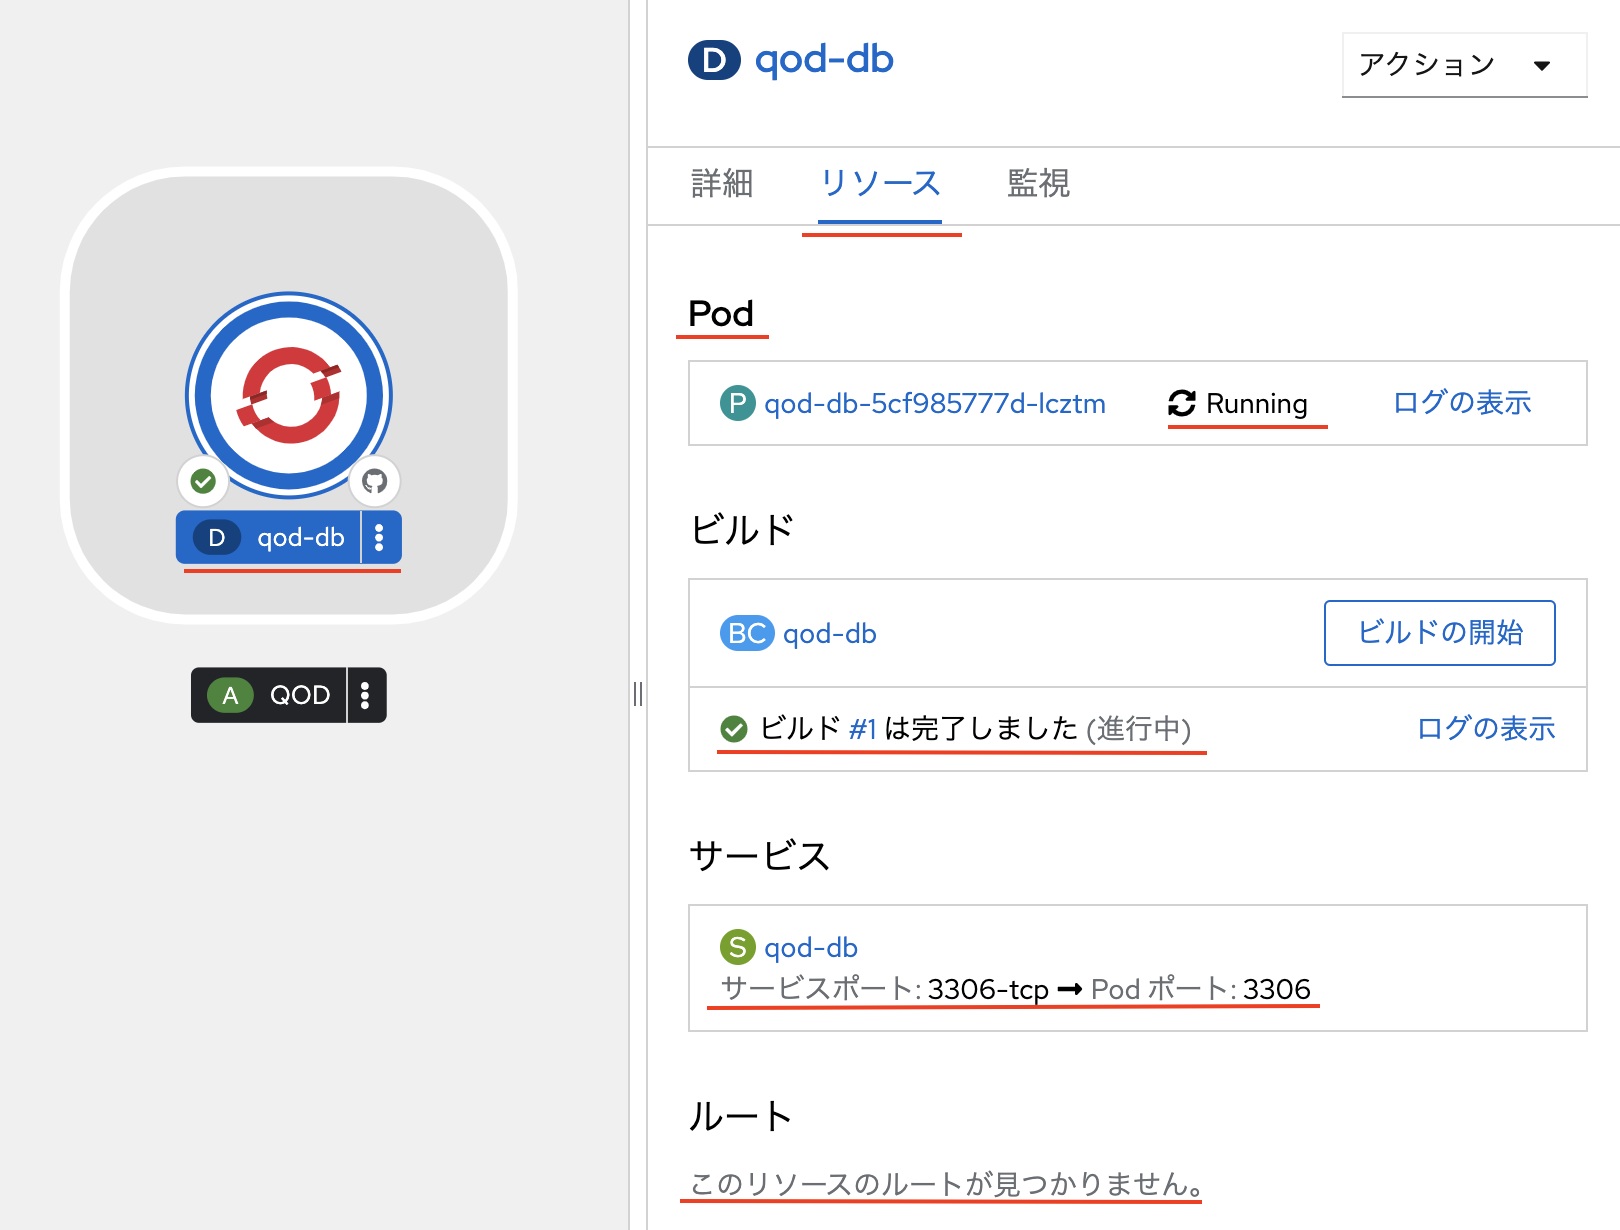 D qod-db
A QOD
D qod-db
アクション
詳細 リソース 監視
Pod
P qod-db-5cf985777d-lcztm Running ログの表示
ビルド
BC qod-db ビルドの開始
ビルド #1 は完了しました (進行中) ログの表示
サービス
S qod-db
サービスポート: 3306-tcp → Pod ポート: 3306
ルート
このリソースのルートが見つかりません。